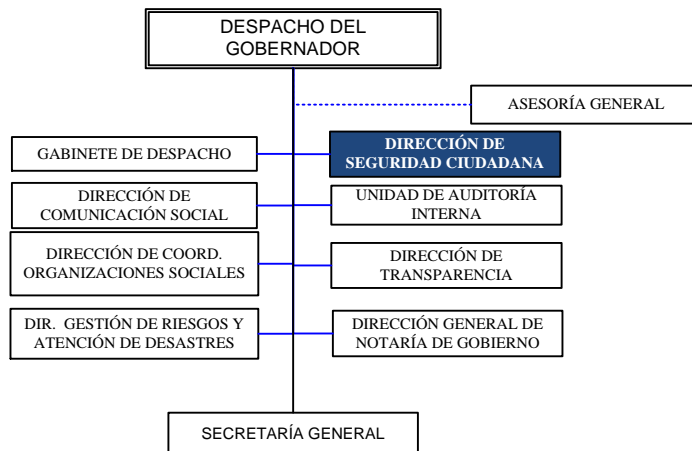 DESPACHO DEL
GOBERNADOR
ASESORÍA GENERAL
GABINETE DE DESPACHO
DIRECCIÓN DE
SEGURIDAD CIUDADANA
DIRECCIÓN DE
COMUNICACIÓN SOCIAL
UNIDAD DE AUDITORÍA
INTERNA
DIRECCIÓN DE COORD.
ORGANIZACIONES SOCIALES
DIRECCIÓN DE
TRANSPARENCIA
DIR. GESTIÓN DE RIESGOS Y
ATENCIÓN DE DESASTRES
DIRECCIÓN GENERAL DE
NOTARÍA DE GOBIERNO
SECRETARÍA GENERAL